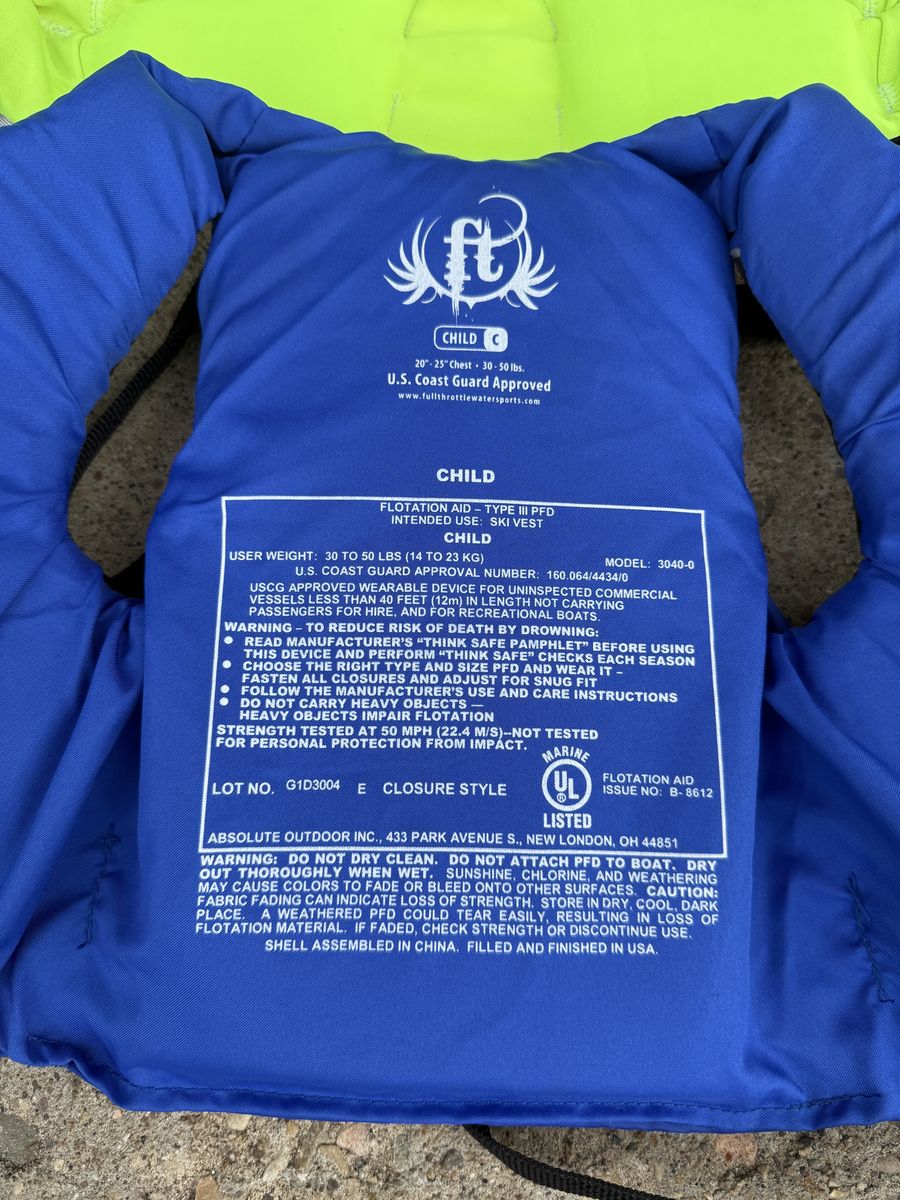 ft
CHILD C
20"- 25" Chest • 30 - 50 lbs.
U.S. Coast Guard Approved
www.fullthrottlewatersports.com
CHILD
FLOTATION AID – TYPE III PFD
INTENDED USE: SKI VEST
CHILD
USER WEIGHT: 30 TO 50 LBS (14 TO 23 KG) MODEL: 3040-0
U.S. COAST GUARD APPROVAL NUMBER: 160.064/4434/0
USCG APPROVED WEARABLE DEVICE FOR UNINSPECTED COMMERCIAL
VESSELS LESS THAN 40 FEET (12m) IN LENGTH NOT CARRYING
PASSENGERS FOR HIRE, AND FOR RECREATIONAL BOATS.
WARNING – TO REDUCE RISK OF DEATH BY DROWNING:
• READ MANUFACTURER'S "THINK SAFE PAMPHLET" BEFORE USING
THIS DEVICE AND PERFORM "THINK SAFE" CHECKS EACH SEASON
• CHOOSE THE RIGHT TYPE AND SIZE PFD AND WEAR IT –
FASTEN ALL CLOSURES AND ADJUST FOR SNUG FIT
• FOLLOW THE MANUFACTURER'S USE AND CARE INSTRUCTIONS
• DO NOT CARRY HEAVY OBJECTS —
HEAVY OBJECTS IMPAIR FLOTATION
STRENGTH TESTED AT 50 MPH (22.4 M/S)–NOT TESTED
FOR PERSONAL PROTECTION FROM IMPACT.
MARINE
UL ®
LISTED
LOT NO. G1D3004 E CLOSURE STYLE
FLOTATION AID
ISSUE NO: B- 8612
ABSOLUTE OUTDOOR INC., 433 PARK AVENUE S., NEW LONDON, OH 44851
WARNING: DO NOT DRY CLEAN. DO NOT ATTACH PFD TO BOAT. DRY
OUT THOROUGHLY WHEN WET. SUNSHINE, CHLORINE, AND WEATHERING
MAY CAUSE COLORS TO FADE OR BLEED ONTO OTHER SURFACES. CAUTION:
FABRIC FADING CAN INDICATE LOSS OF STRENGTH. STORE IN DRY, COOL, DARK
PLACE. A WEATHERED PFD COULD TEAR EASILY, RESULTING IN LOSS OF
FLOTATION MATERIAL. IF FADED, CHECK STRENGTH OR DISCONTINUE USE.
SHELL ASSEMBLED IN CHINA. FILLED AND FINISHED IN USA.